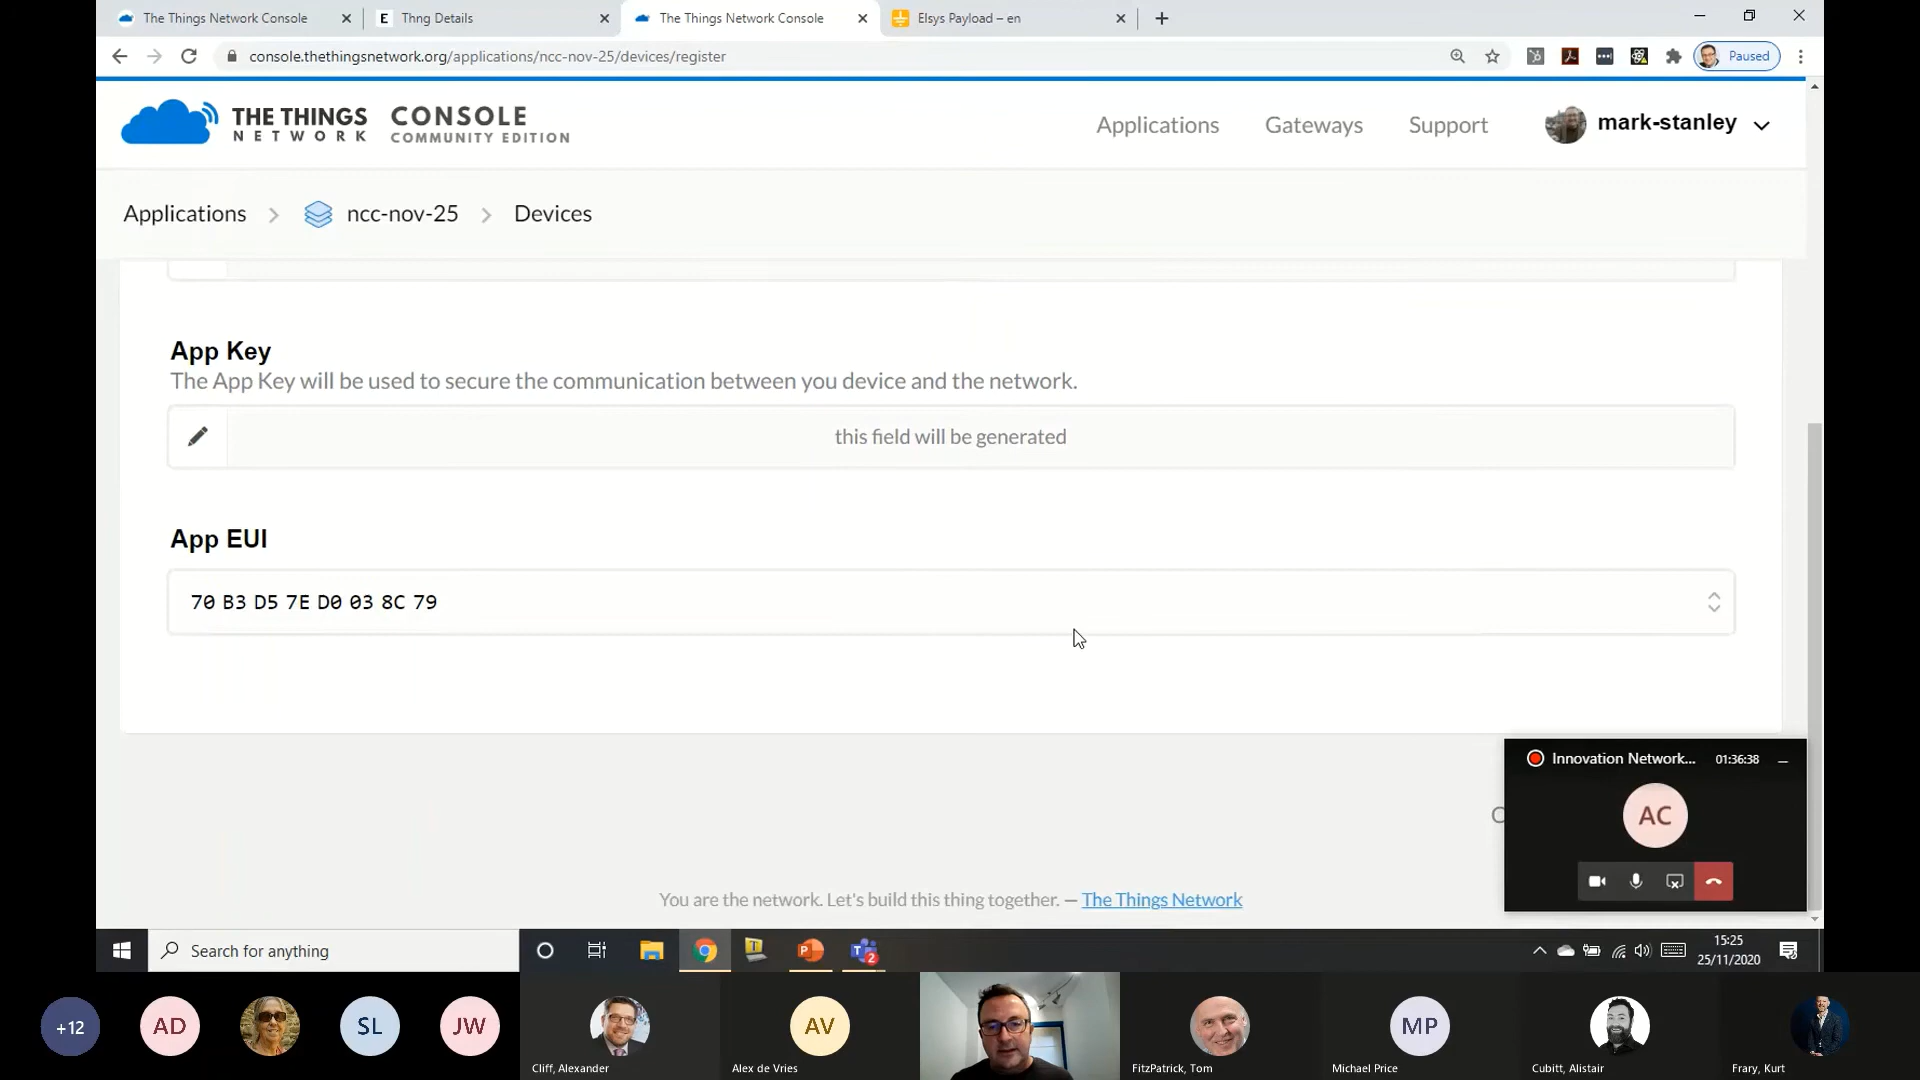 The Things Network Console
E Thng Details
The Things Network Console
Elsys Payload – en
console.thethingsnetwork.org/applications/ncc-nov-25/devices/register
Paused
THE THINGS NETWORK
CONSOLE
COMMUNITY EDITION
Applications
Gateways
Support
mark-stanley
Applications
ncc-nov-25
Devices
App Key
The App Key will be used to secure the communication between you device and the network.
this field will be generated
App EUI
70 B3 D5 7E D0 03 8C 79
Innovation Network...
01:36:38
AC
You are the network. Let's build this thing together. — The Things Network
Search for anything
2
15:25
25/11/2020
+12
AD
SL
JW
AV
MP
Cliff, Alexander
Alex de Vries
FitzPatrick, Tom
Michael Price
Cubitt, Alistair
Frary, Kurt